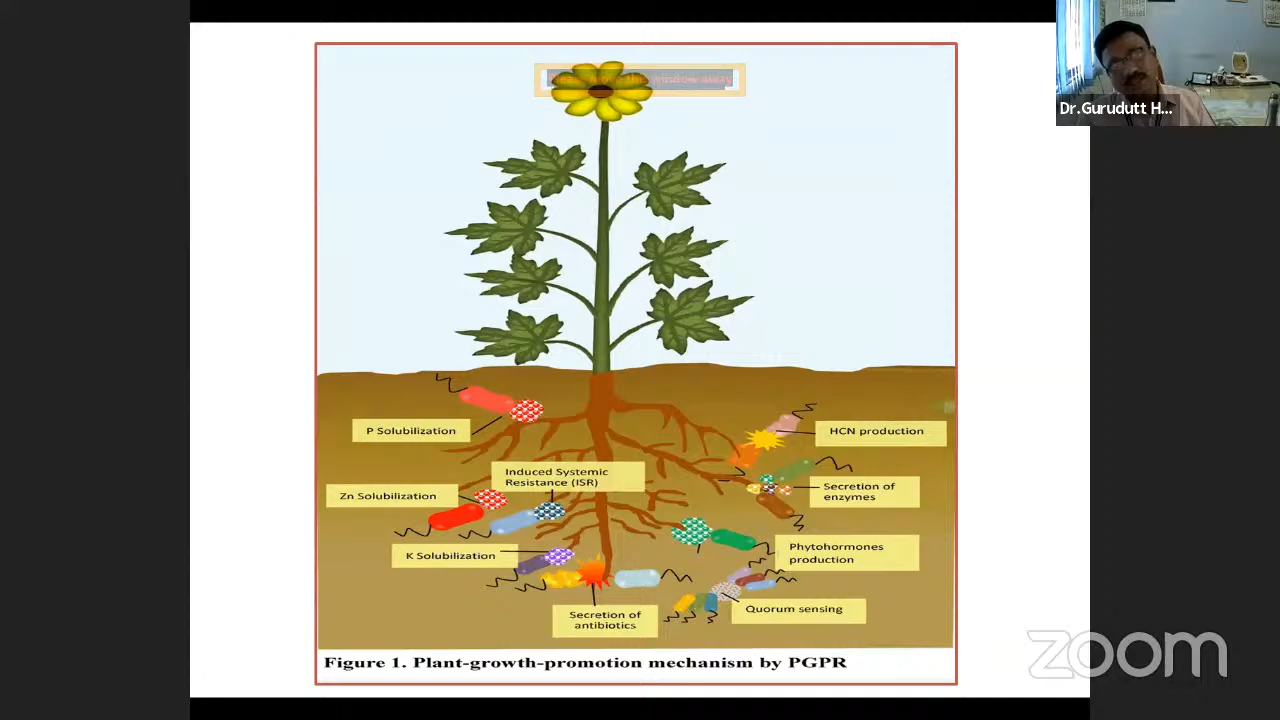 Dr.Gurudutt H...
P Solubilization
HCN production
Induced Systemic
Resistance (ISR)
Zn Solubilization
Secretion of
enzymes
K Solubilization
Phytohormones
production
Secretion of
antibiotics
Quorum sensing
Figure 1. Plant-growth-promotion mechanism by PGPR
zoom